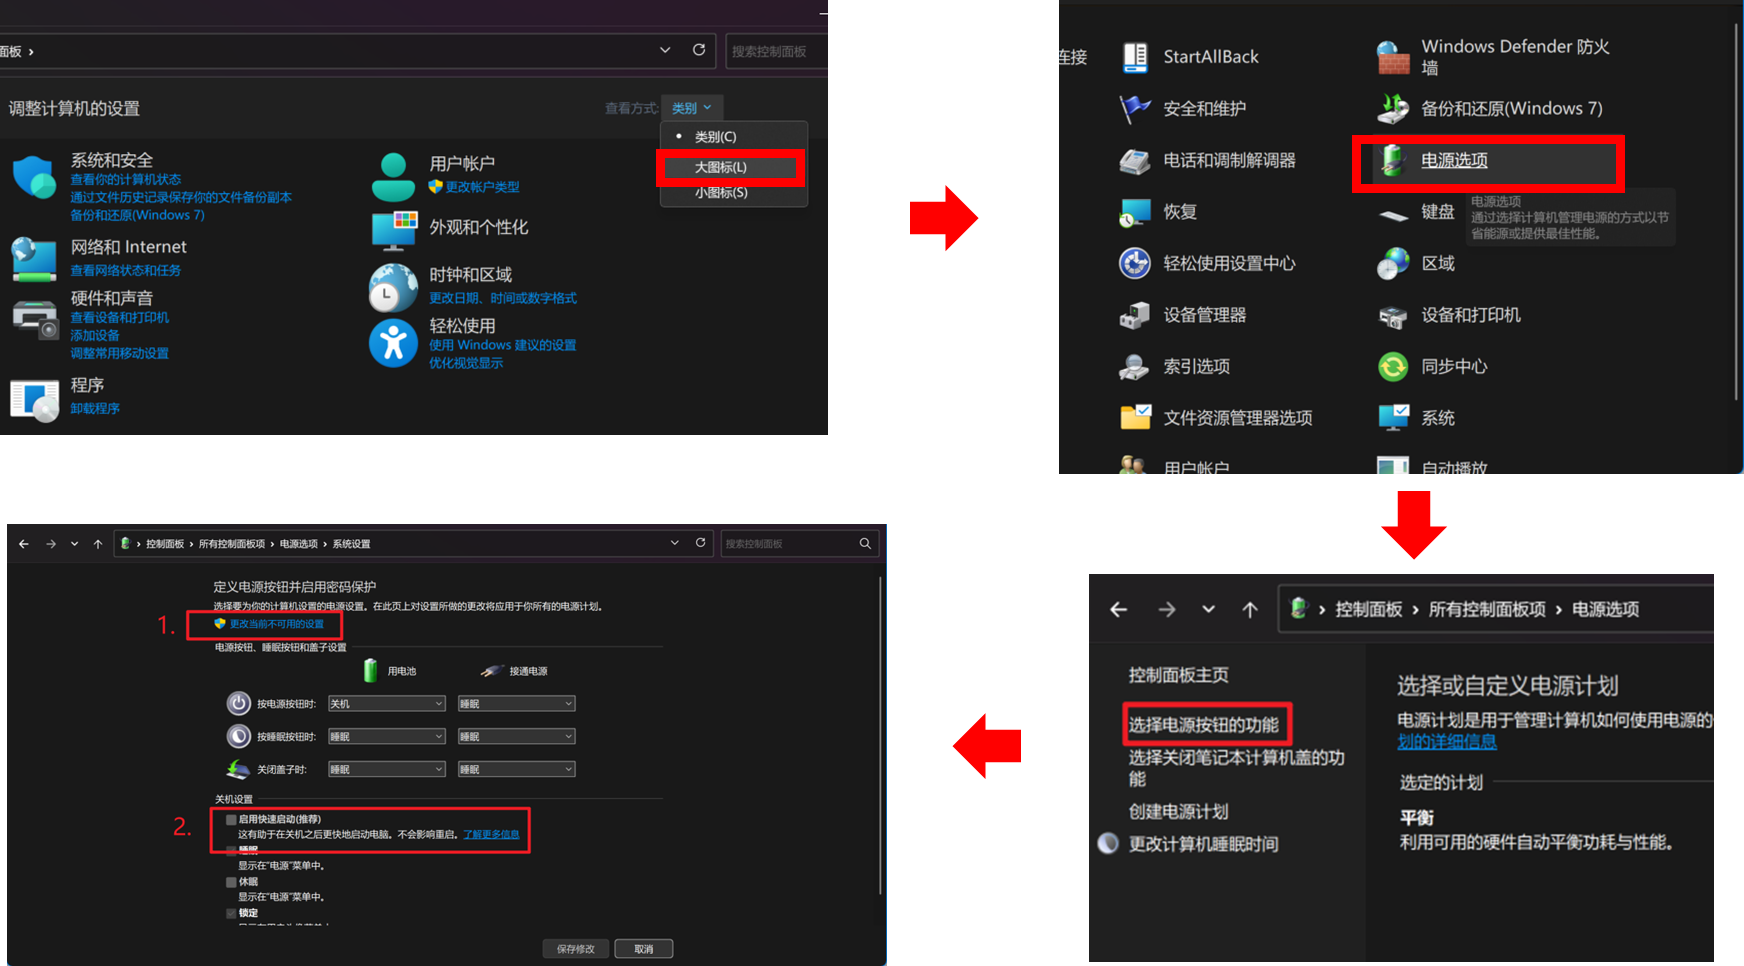 面板 ›
搜索控制面板
调整计算机的设置
查看方式:
类别
类别(C)
大图标(L)
小图标(S)
系统和安全
查看你的计算机状态
通过文件历史记录保存你的文件备份副本
备份和还原(Windows 7)
网络和 Internet
查看网络状态和任务
硬件和声音
查看设备和打印机
添加设备
调整常用移动设置
程序
卸载程序
用户帐户
更改帐户类型
外观和个性化
时钟和区域
更改日期、时间或数字格式
轻松使用
使用 Windows 建议的设置
优化视觉显示
连接
StartAllBack
安全和维护
电话和调制解调器
恢复
轻松使用设置中心
设备管理器
索引选项
文件资源管理器选项
用户帐户
Windows Defender 防火
墙
备份和还原(Windows 7)
电源选项
键盘
电源选项
通过选择计算机管理电源的方式以节
省能源或提供最佳性能。
区域
设备和打印机
同步中心
系统
自动播放
控制面板 › 所有控制面板项 › 电源选项 › 系统设置
搜索控制面板
定义电源按钮并启用密码保护
选择要为你的计算机设置的电源设置。在此页上对设置所做的更改将应用于你所有的电源计划。
1.
更改当前不可用的设置
电源按钮、睡眠按钮和盖子设置
用电池
接通电源
按电源按钮时:
关机
睡眠
按睡眠按钮时:
睡眠
睡眠
关闭盖子时:
睡眠
睡眠
关机设置
2.
启用快速启动(推荐)
这有助于在关机之后更快地启动电脑。不会影响重启。了解更多信息
睡眠
显示在"电源"菜单中。
休眠
显示在"电源"菜单中。
锁定
保存修改
取消
› 控制面板 › 所有控制面板项 › 电源选项
控制面板主页
选择电源按钮的功能
选择关闭笔记本计算机盖的功
能
创建电源计划
更改计算机睡眠时间
选择或自定义电源计划
电源计划是用于管理计算机如何使用电源的
划的详细信息
选定的计划
平衡
利用可用的硬件自动平衡功耗与性能。